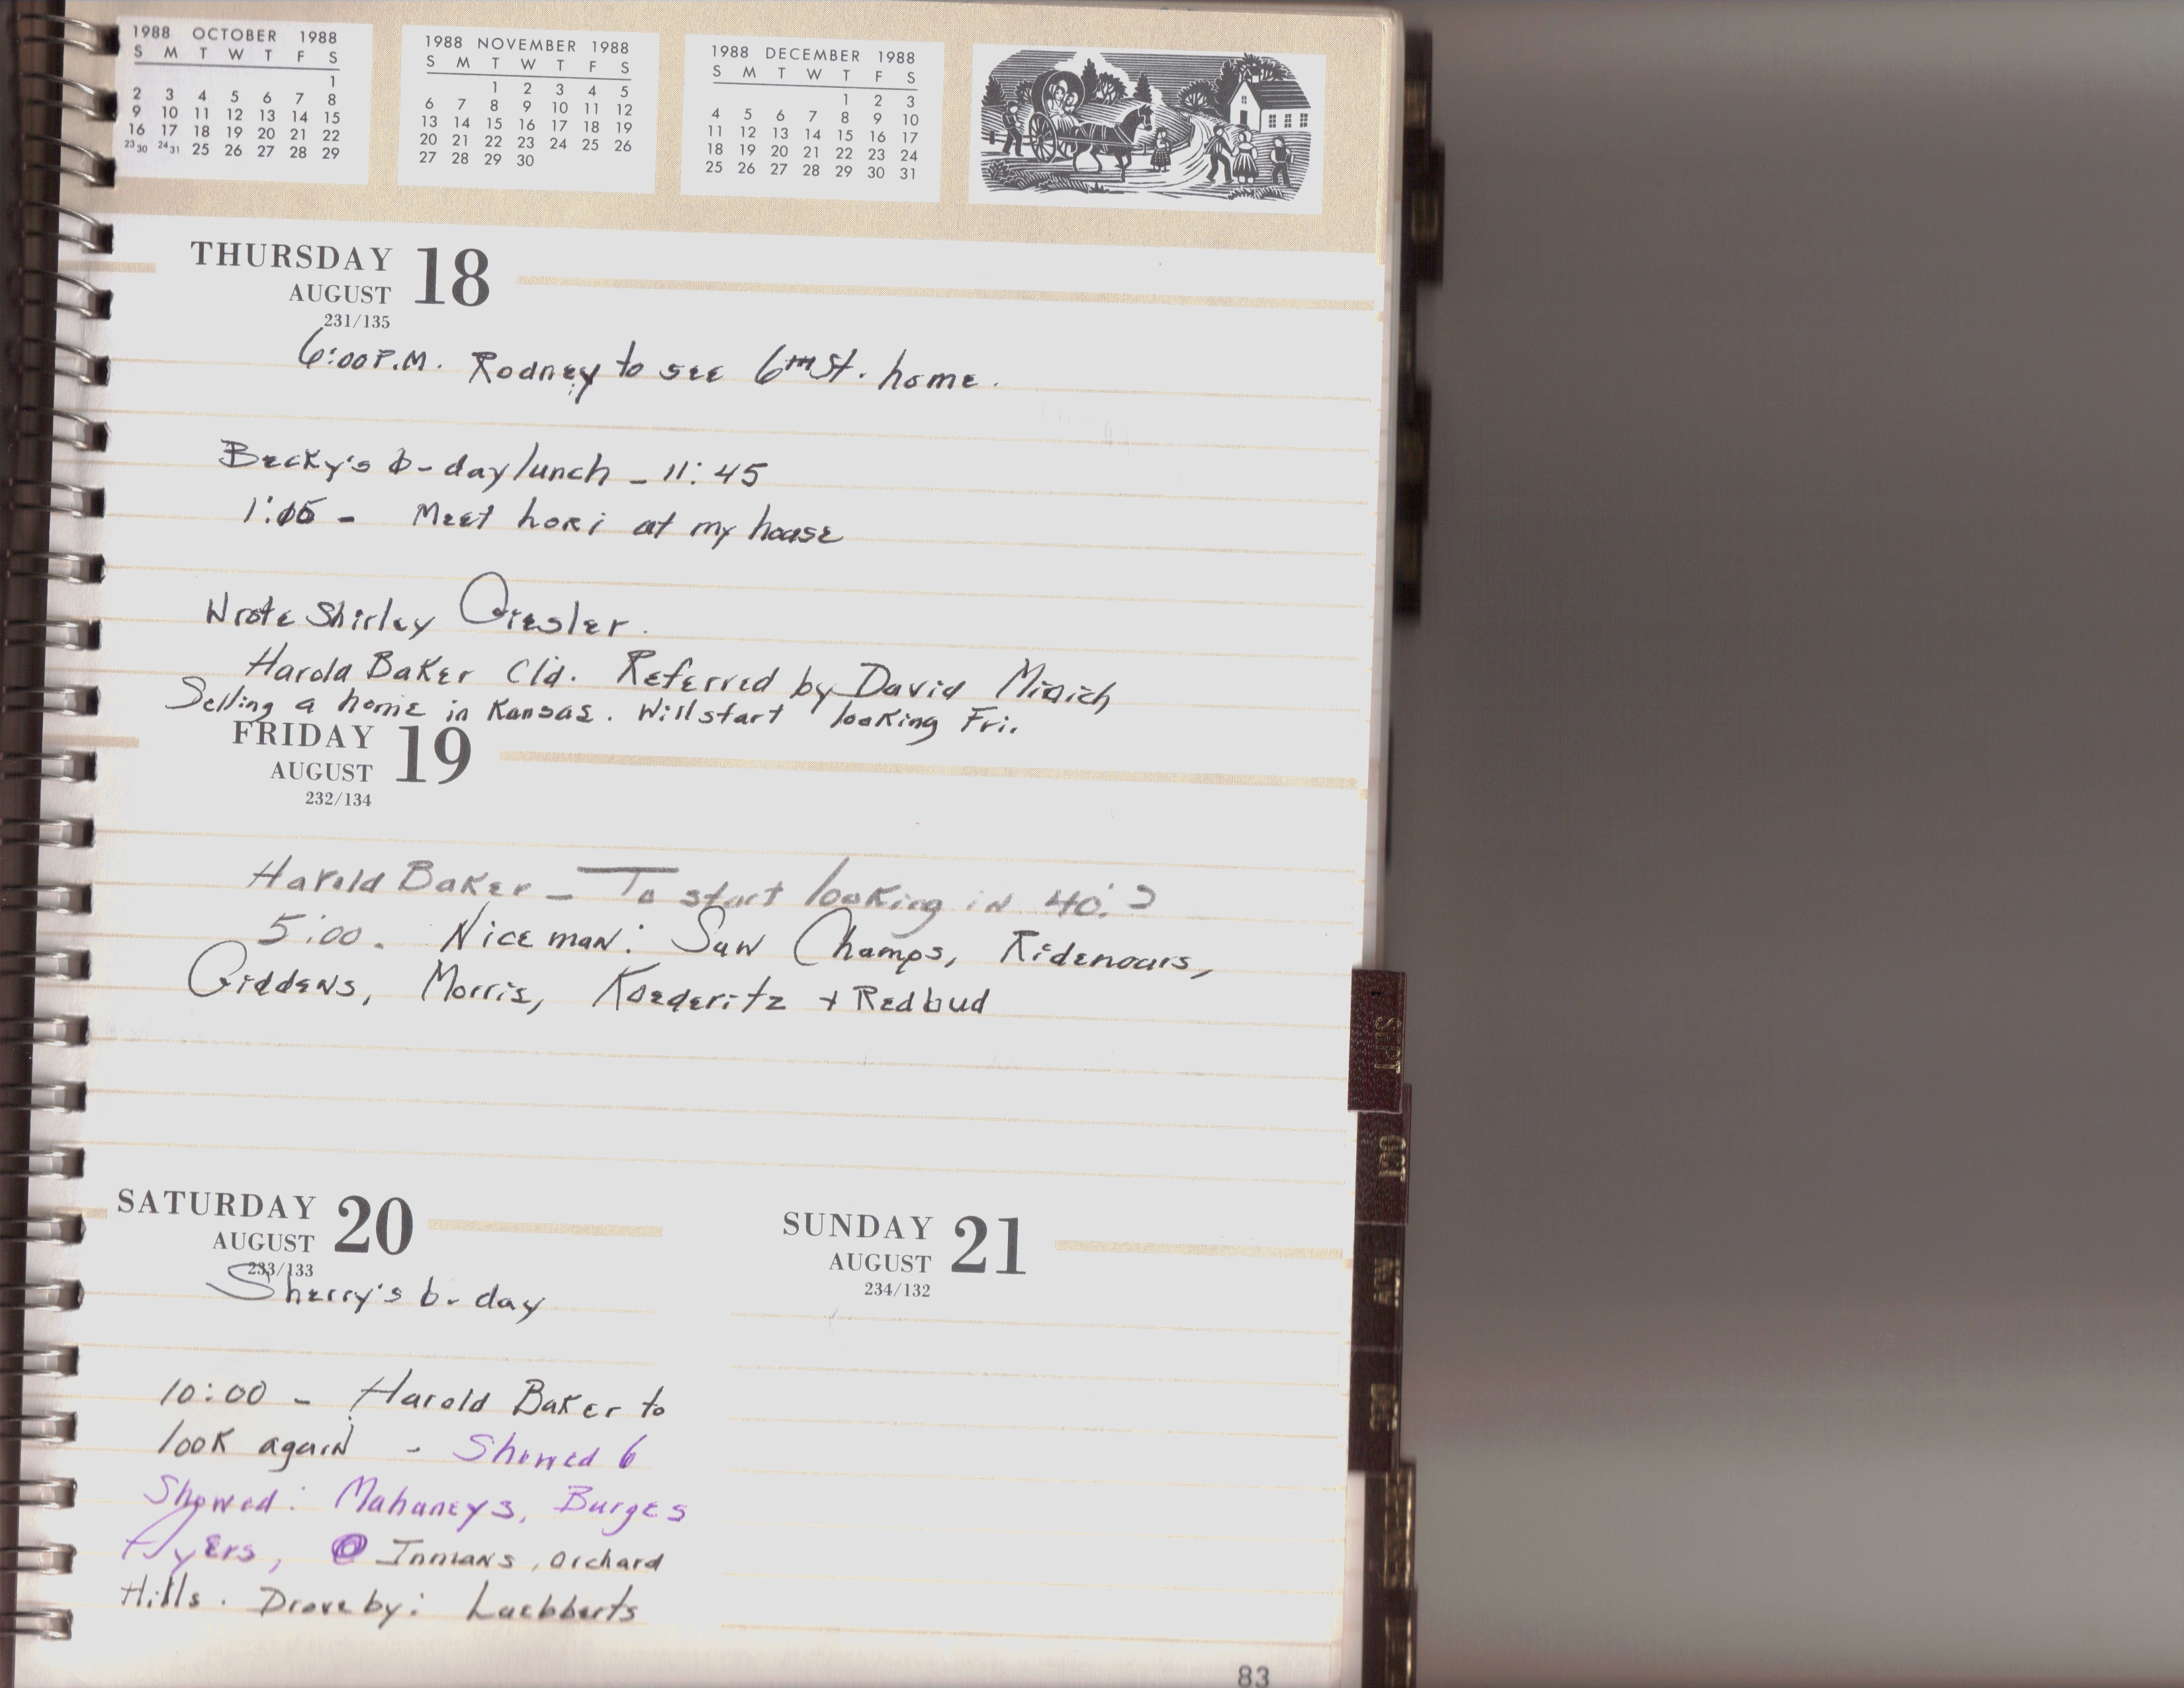 1988 OCTOBER 1988
S M T W T F S
1
2 3 4 5 6 7 8
9 10 11 12 13 14 15
16 17 18 19 20 21 22
23 30 24 31 25 26 27 28 29
1988 NOVEMBER 1988
S M T W T F S
1 2 3 4 5
6 7 8 9 10 11 12
13 14 15 16 17 18 19
20 21 22 23 24 25 26
27 28 29 30
1988 DECEMBER 1988
S M T W T F S
1 2 3
4 5 6 7 8 9 10
11 12 13 14 15 16 17
18 19 20 21 22 23 24
25 26 27 28 29 30 31
THURSDAY 18
AUGUST
231/135
6:00 P.M. Rodney to see 6th St. home.
Becky's b-day lunch - 11:45
- Meet Lori at my house
Wrote Shirley Giesler.
Harold Baker Cld. Referred by David Minich
Selling a home in Kansas. Will start looking Fri.
FRIDAY 19
AUGUST
232/134
Harold Baker - To start looking in 40's
5:00. Nice man: Saw Champs, Ridenours,
Giddens, Morris, Koederitz + Redbud
SATURDAY 20
AUGUST
233/133
Sherry's b-day
10:00 - Harold Baker to
look again - Showed 6
Showed: Mahaneys, Burges
Inmans, Orchard
Hills. Drove by: Luebberts
SUNDAY 21
AUGUST
234/132
SEPT
OCT
NOV
DEC
83